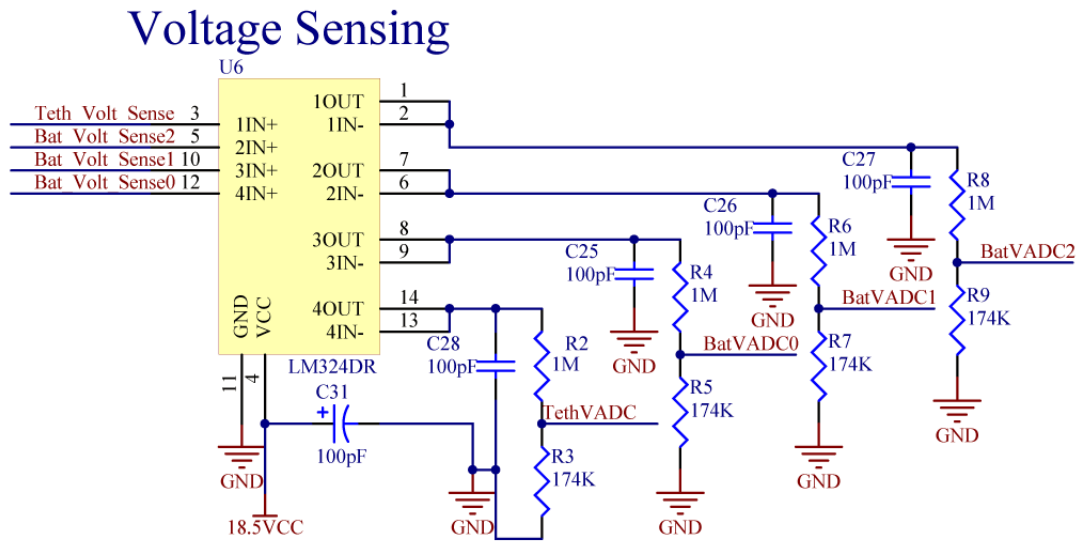 Voltage Sensing
U6
Teth Volt Sense 3
Bat Volt Sense2 5
Bat Volt Sense1 10
Bat Volt Sense0 12
1IN+
2IN+
3IN+
4IN+
1OUT 1
1IN- 2
2OUT 7
2IN- 6
3OUT 8
3IN- 9
4OUT 14
4IN- 13
GND
VCC
11
4
LM324DR
C27
100pF
R8
1M
BatVADC2
R9
174K
GND
GND
C26
100pF
R6
1M
BatVADC1
R7
174K
GND
GND
C25
100pF
R4
1M
BatVADC0
R5
174K
GND
GND
C28
100pF
R2
1M
TethVADC
R3
174K
GND
C31
+
100pF
GND
18.5VCC